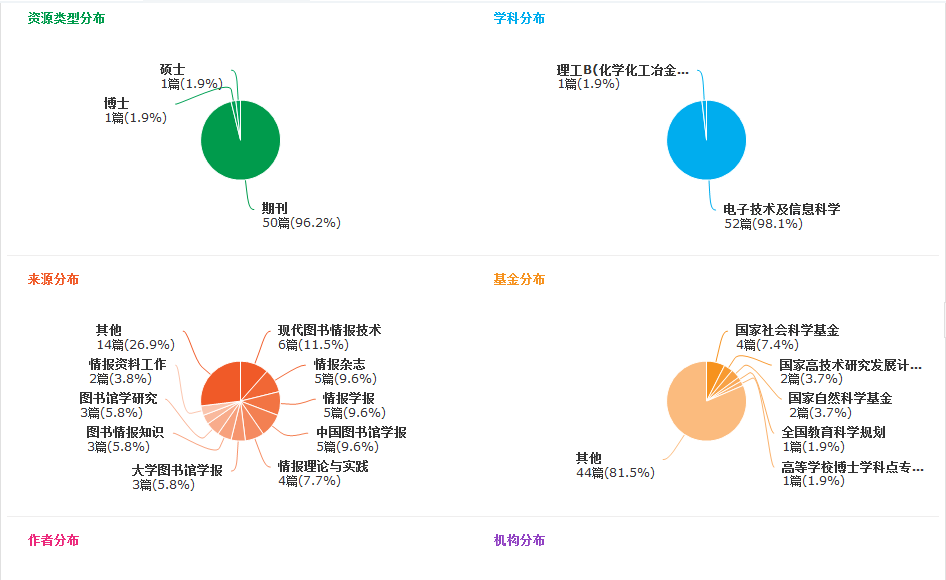 资源类型分布
学科分布
硕士
1篇(1.9%)
博士
1篇(1.9%)
期刊
50篇(96.2%)
理工B(化学化工冶金...
1篇(1.9%)
电子技术及信息科学
52篇(98.1%)
来源分布
基金分布
其他
14篇(26.9%)
情报资料工作
2篇(3.8%)
图书馆学研究
3篇(5.8%)
图书情报知识
3篇(5.8%)
大学图书馆学报
3篇(5.8%)
现代图书情报技术
6篇(11.5%)
情报杂志
5篇(9.6%)
情报学报
5篇(9.6%)
中国图书馆学报
5篇(9.6%)
情报理论与实践
4篇(7.7%)
国家社会科学基金
4篇(7.4%)
国家高技术研究发展计...
2篇(3.7%)
国家自然科学基金
2篇(3.7%)
全国教育科学规划
1篇(1.9%)
高等学校博士学科点专...
1篇(1.9%)
其他
44篇(81.5%)
作者分布
机构分布